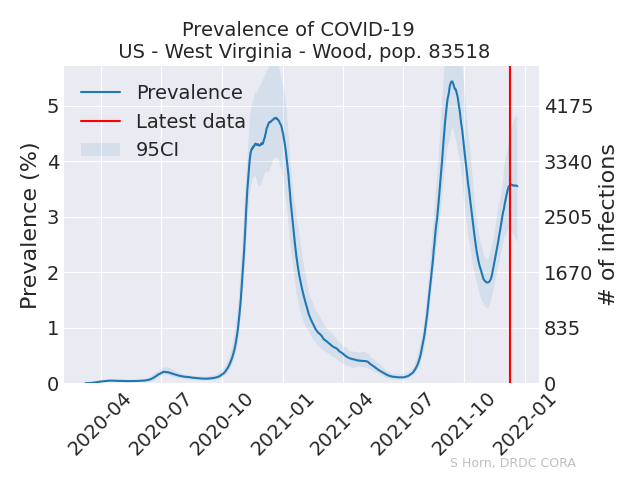 Prevalence of COVID-19
US - West Virginia - Wood, pop. 83518
Prevalence
Latest data
95CI
Prevalence (%)
5
4
3
2
1
0
4175
3340
2505
1670
835
0
# of infections
2020-04
2020-07
2020-10
2021-01
2021-04
2021-07
2021-10
2022-01
S Horn, DRDC CORA